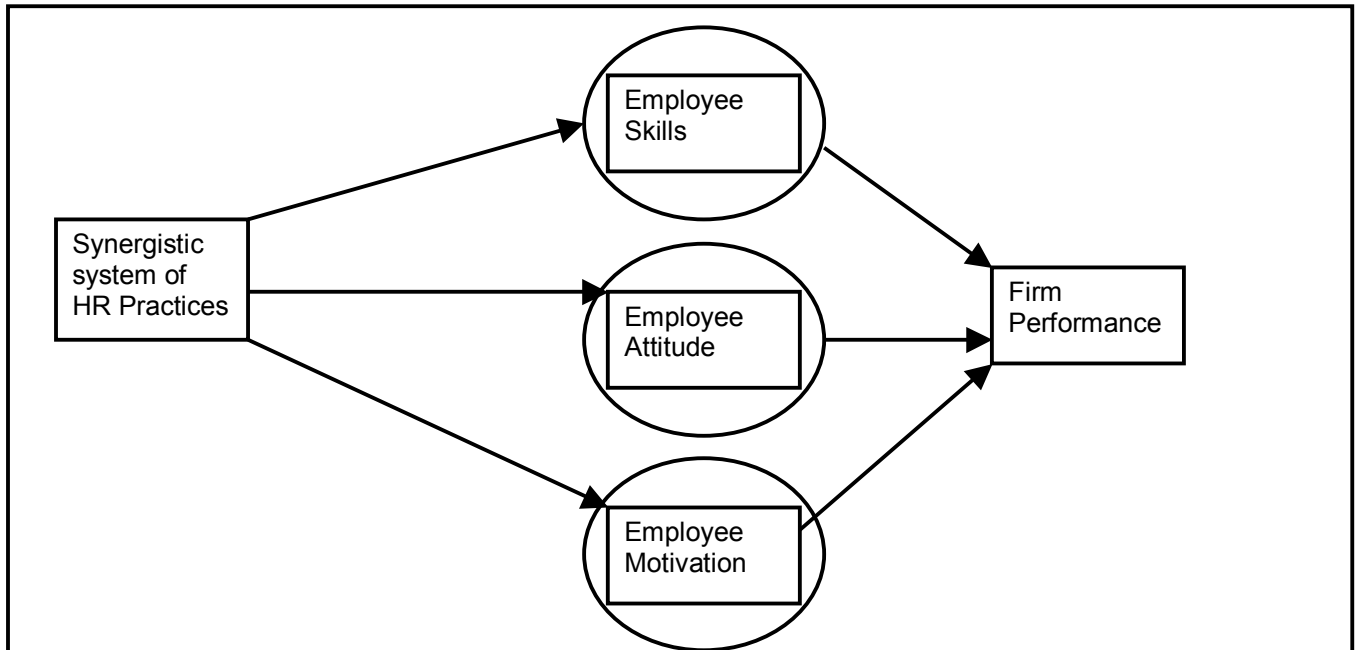 Employee
Skills
Synergistic
system of
HR Practices
Employee
Attitude
Firm
Performance
Employee
Motivation